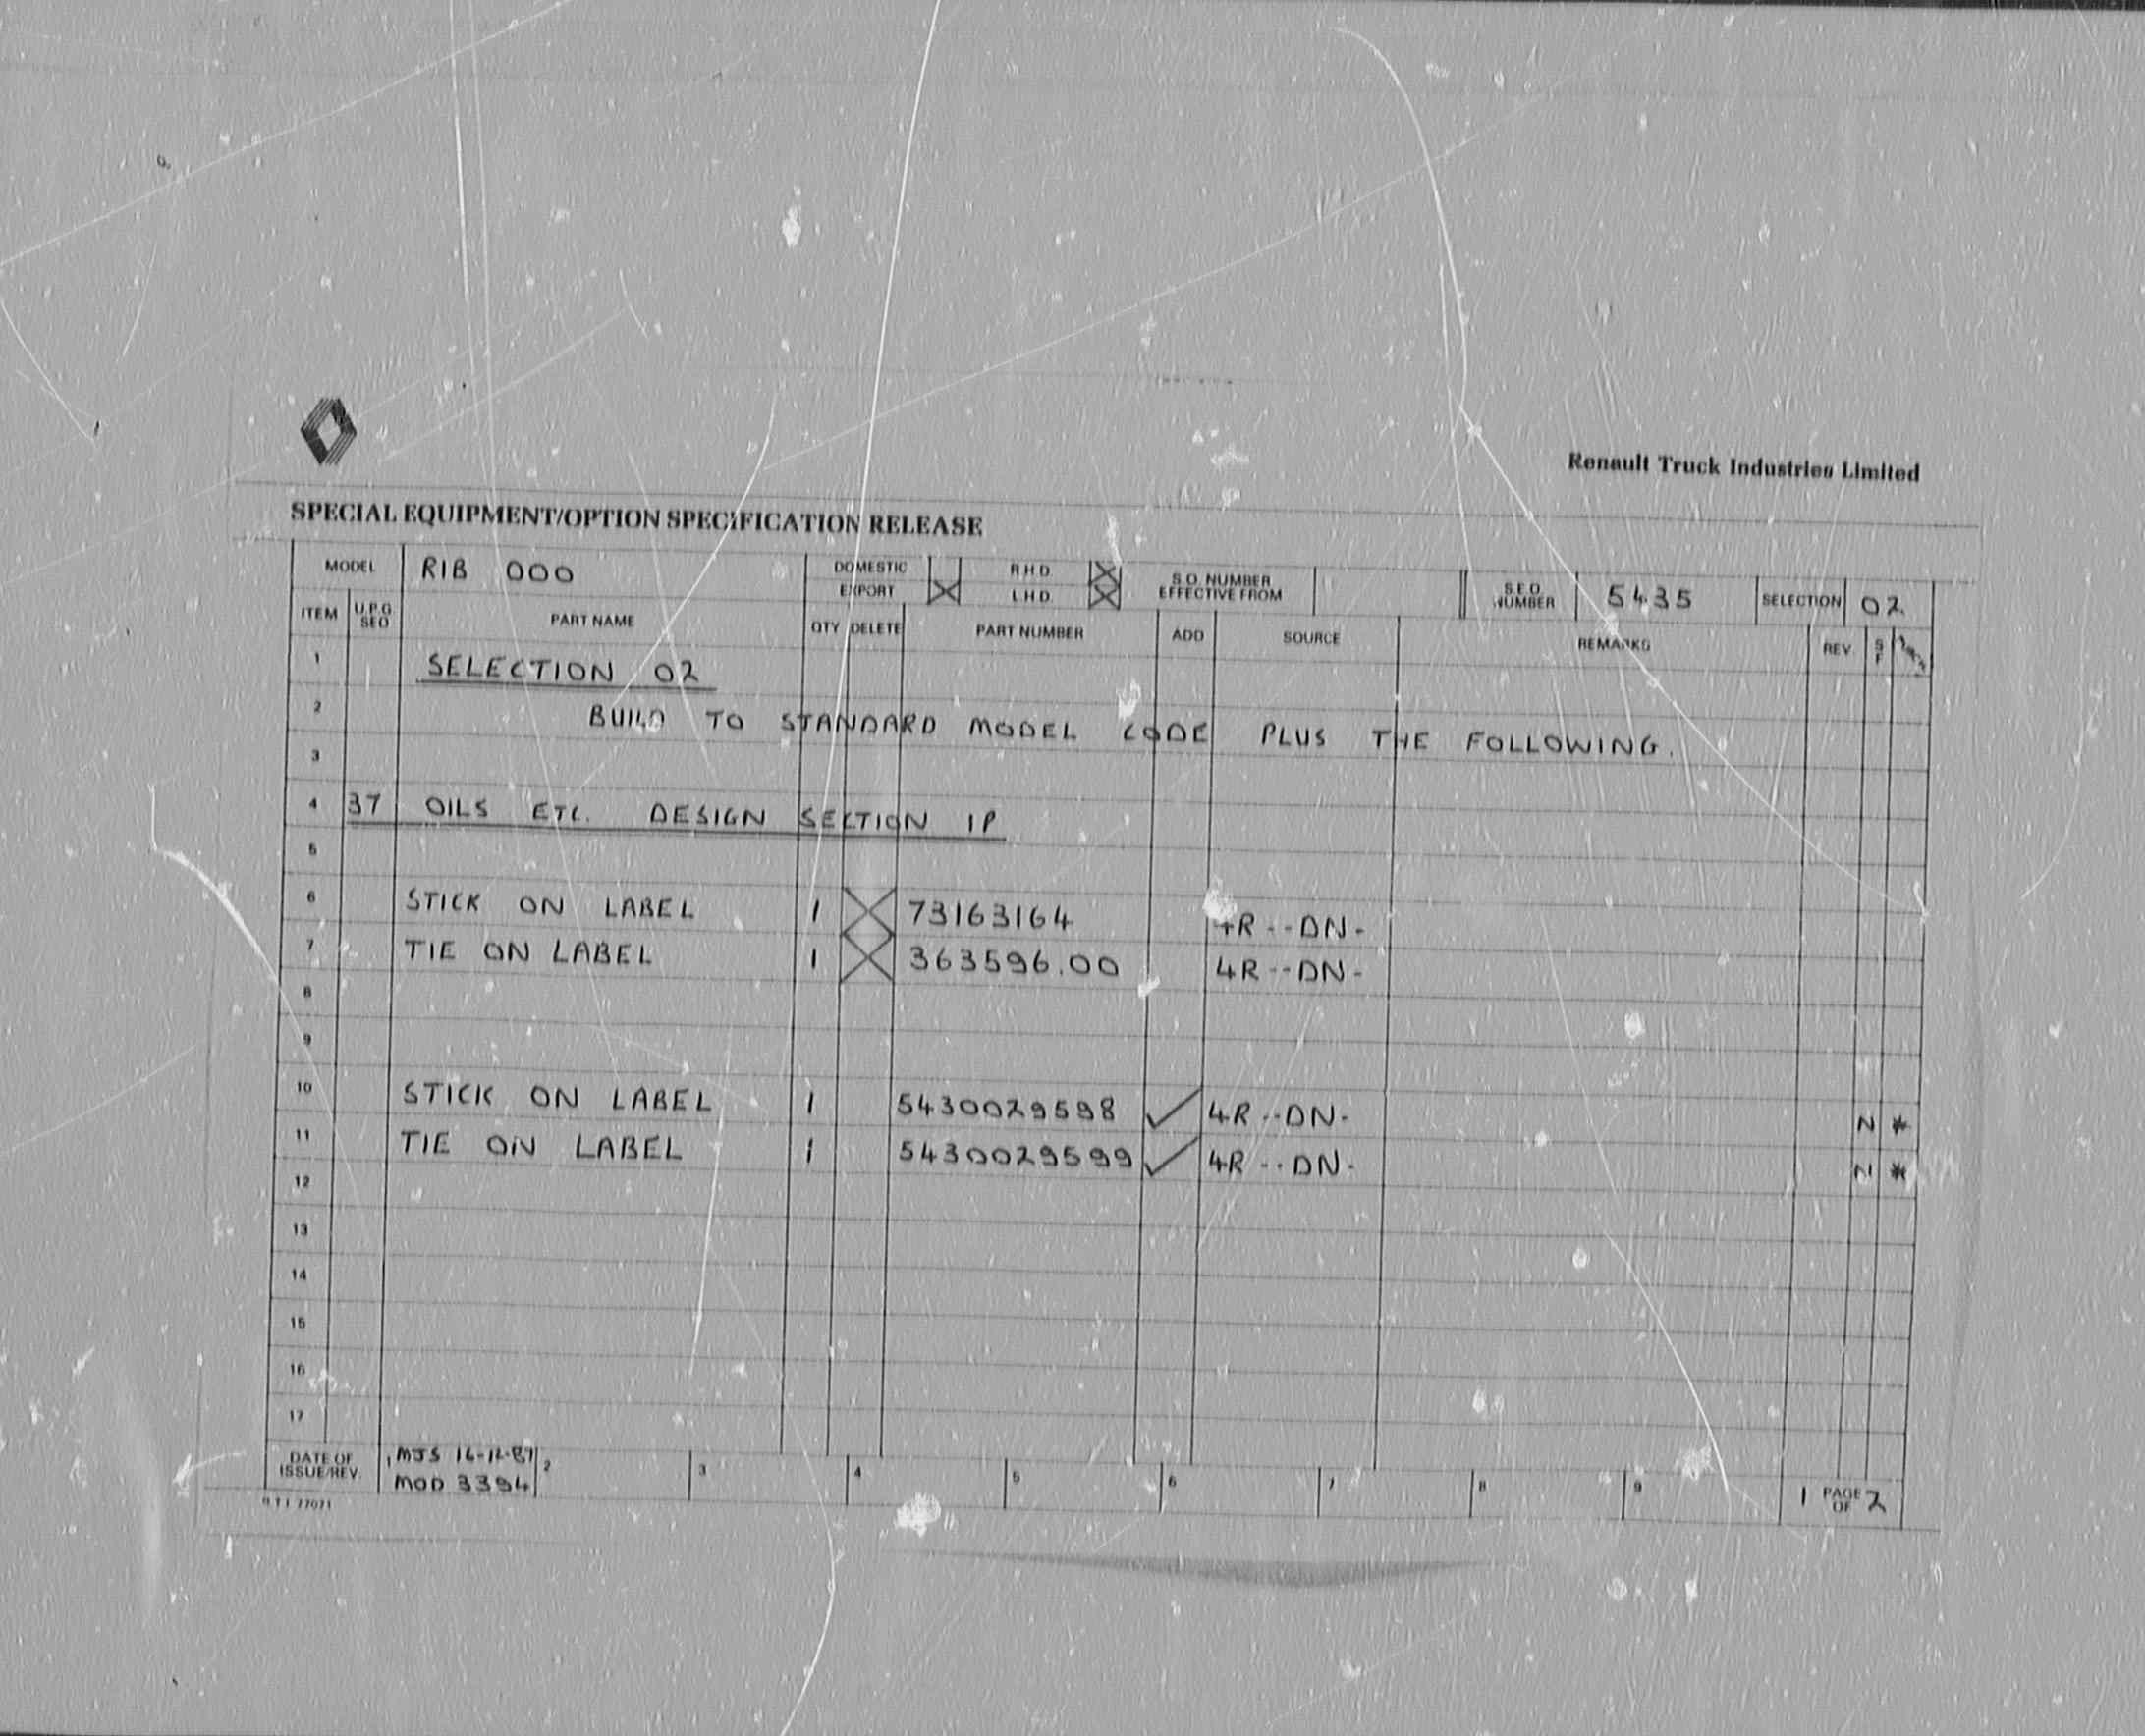 Renault Truck Industries Limited
SPECIAL EQUIPMENT/OPTION SPECIFICATION RELEASE
MODEL RIB 000 DOMESTIC EXPORT R.H.D. L.H.D. S.O. NUMBER EFFECTIVE FROM S.E.O. NUMBER 5435 SELECTION 02
ITEM U.P.G SEQ PART NAME QTY DELETE PART NUMBER ADD SOURCE REMARKS REV S F
1 SELECTION 02
2 BUILD TO STANDARD MODEL CODE PLUS THE FOLLOWING.
3
4 37 OILS ETC. DESIGN SECTION 1P
5
6 STICK ON LABEL 1 73163164 4R--DN-
7 TIE ON LABEL 1 363596.00 4R--DN-
8
9
10 STICK ON LABEL 1 5430029598 ✓ 4R--DN- N *
11 TIE ON LABEL 1 5430029599 ✓ 4R--DN- N *
12
13
14
15
16
17
DATE OF ISSUE/REV. 1 MJS 16-12-87 2 3 4 5 6 7 8 9 1 PAGE OF 2
MOD 3394
R T I 77071